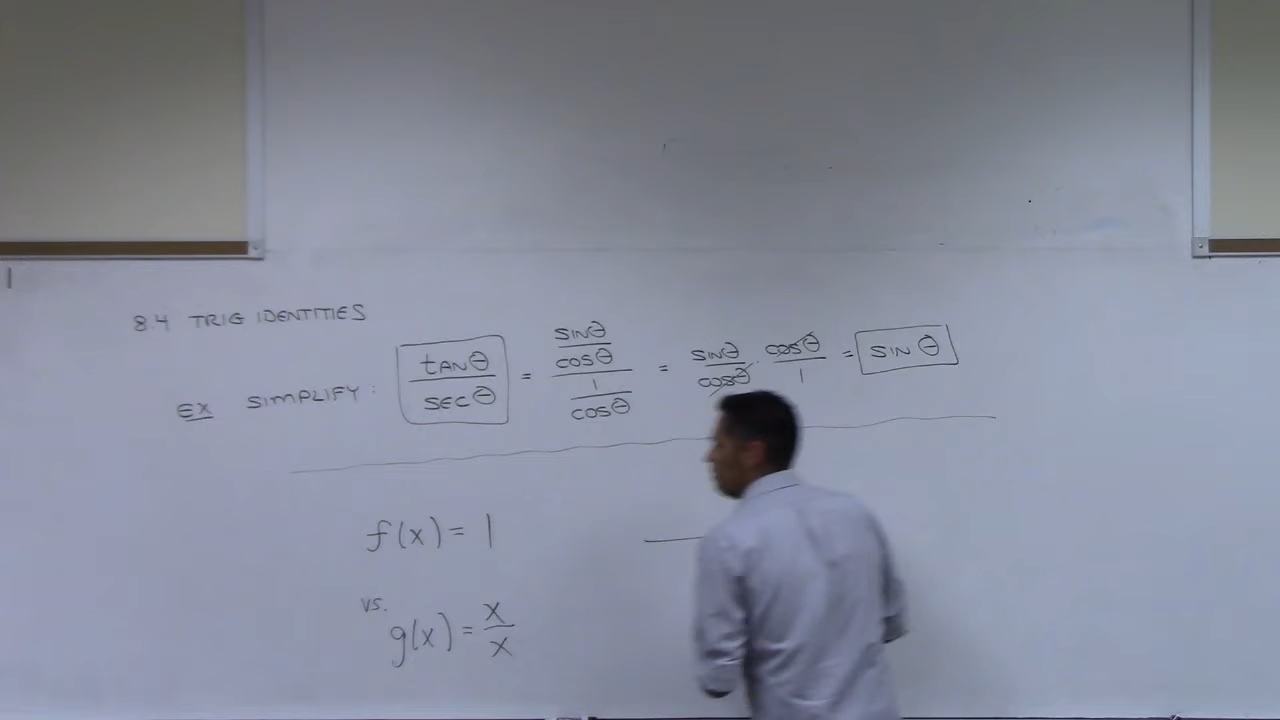 8.4 TRIG IDENTITIES
EX SIMPLIFY: tanθ/secθ = (sinθ/cosθ)/(1/cosθ) = sinθ/cosθ · cosθ/1 = sin θ
f(x) = 1
vs.
g(x) = x/x